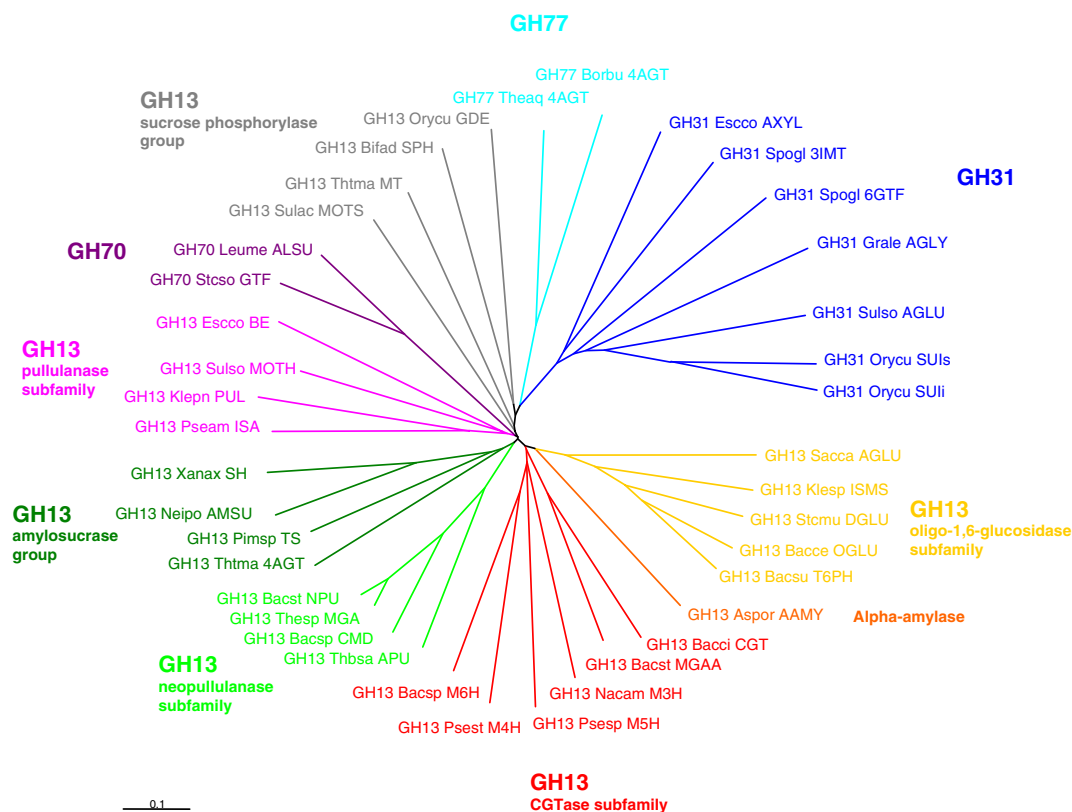 GH77
GH77 Borbu 4AGT
GH77 Theaq 4AGT
GH13
sucrose phosphorylase
group
GH13 Orycu GDE
GH13 Bifad SPH
GH13 Thtma MT
GH13 Sulac MOTS
GH31 Escco AXYL
GH31 Spogl 3IMT
GH31
GH31 Spogl 6GTF
GH31 Grale AGLY
GH31 Sulso AGLU
GH31 Orycu SUIs
GH31 Orycu SUIi
GH70
GH70 Leume ALSU
GH70 Stcso GTF
GH13
pullulanase
subfamily
GH13 Escco BE
GH13 Sulso MOTH
GH13 Klepn PUL
GH13 Pseam ISA
GH13
amylosucrase
group
GH13 Xanax SH
GH13 Neipo AMSU
GH13 Pimsp TS
GH13 Thtma 4AGT
GH13 Sacca AGLU
GH13 Klesp ISMS
GH13 Stcmu DGLU
GH13 Bacce OGLU
GH13 Bacsu T6PH
GH13
oligo-1,6-glucosidase
subfamily
GH13 Aspor AAMY
Alpha-amylase
GH13 Bacst NPU
GH13 Thesp MGA
GH13 Bacsp CMD
GH13 Thbsa APU
GH13
neopullulanase
subfamily
GH13 Bacci CGT
GH13 Bacst MGAA
GH13 Nacam M3H
GH13 Psesp M5H
GH13 Bacsp M6H
GH13 Psest M4H
GH13
CGTase subfamily
0.1